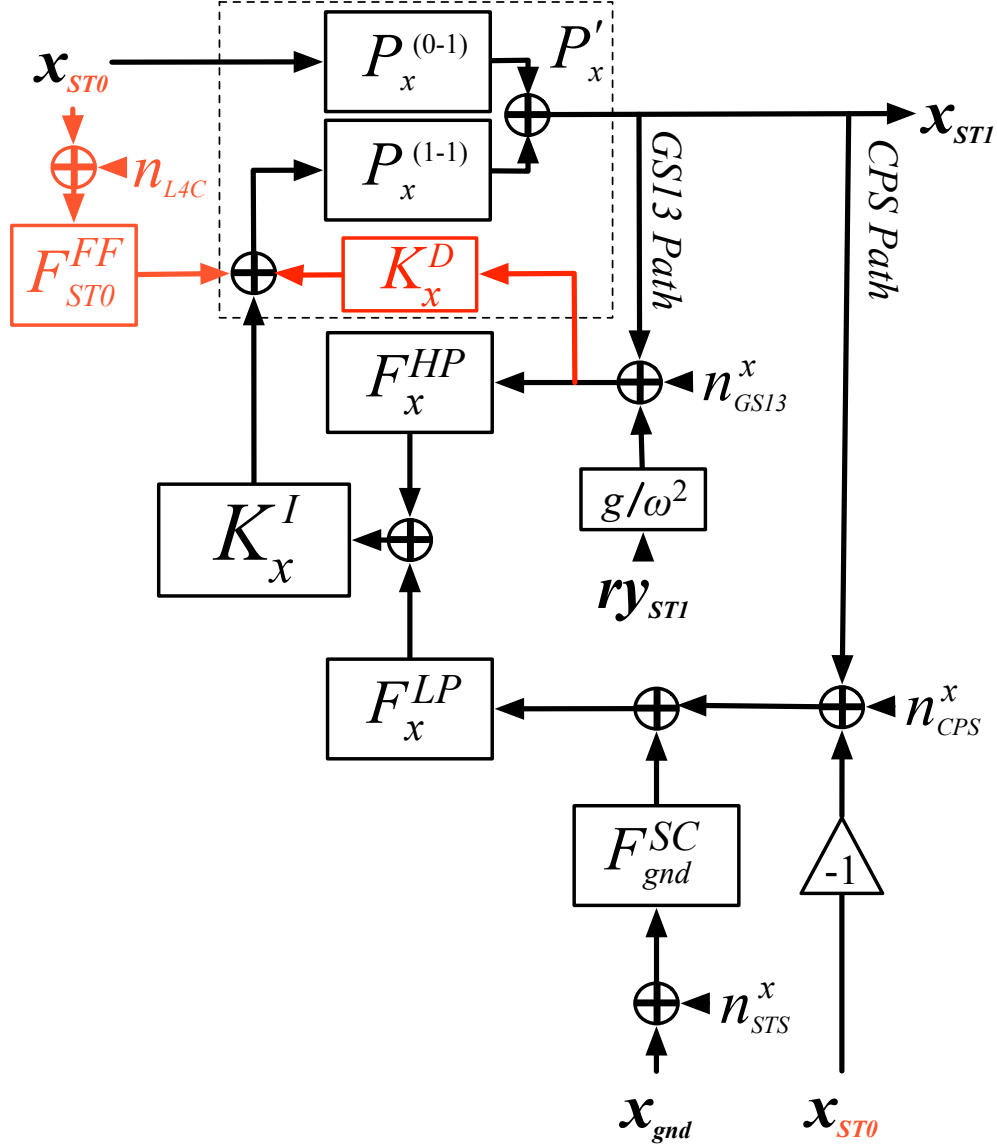 P_x^(0-1)
P'_x
x_ST0
x_ST1
P_x^(1-1)
n_L4C
GS13 Path
CPS Path
F_ST0^FF
K_x^D
F_x^HP
n_GS13^x
K_x^I
g/ω²
ry_ST1
F_x^LP
n_CPS^x
F_gnd^SC
-1
n_STS^x
x_gnd
x_ST0